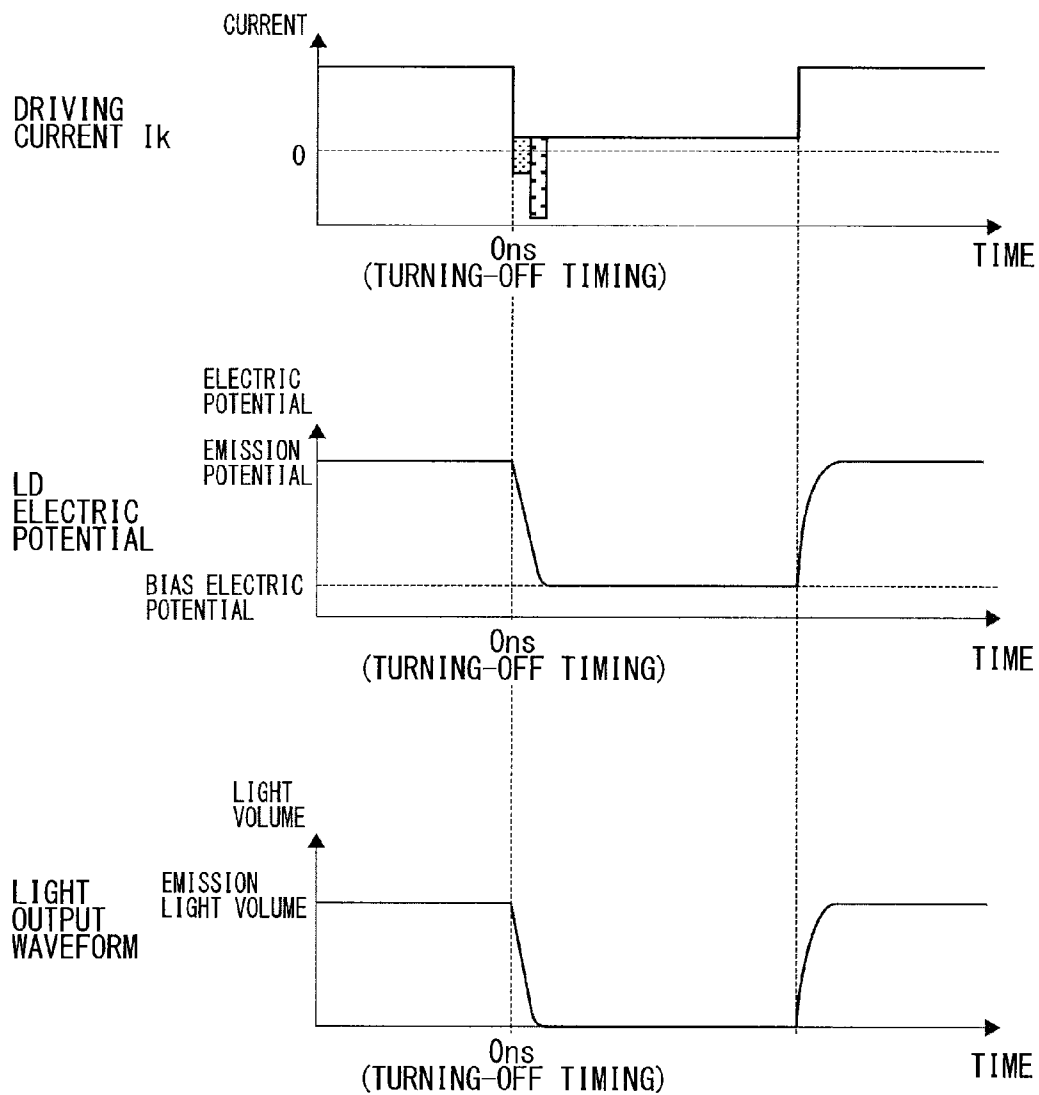 CURRENT
DRIVING
CURRENT Ik
0
0ns
(TURNING-OFF TIMING)
TIME
ELECTRIC
POTENTIAL
EMISSION
POTENTIAL
LD
ELECTRIC
POTENTIAL
BIAS ELECTRIC
POTENTIAL
0ns
(TURNING-OFF TIMING)
TIME
LIGHT
VOLUME
EMISSION
LIGHT VOLUME
LIGHT
OUTPUT
WAVEFORM
0ns
(TURNING-OFF TIMING)
TIME